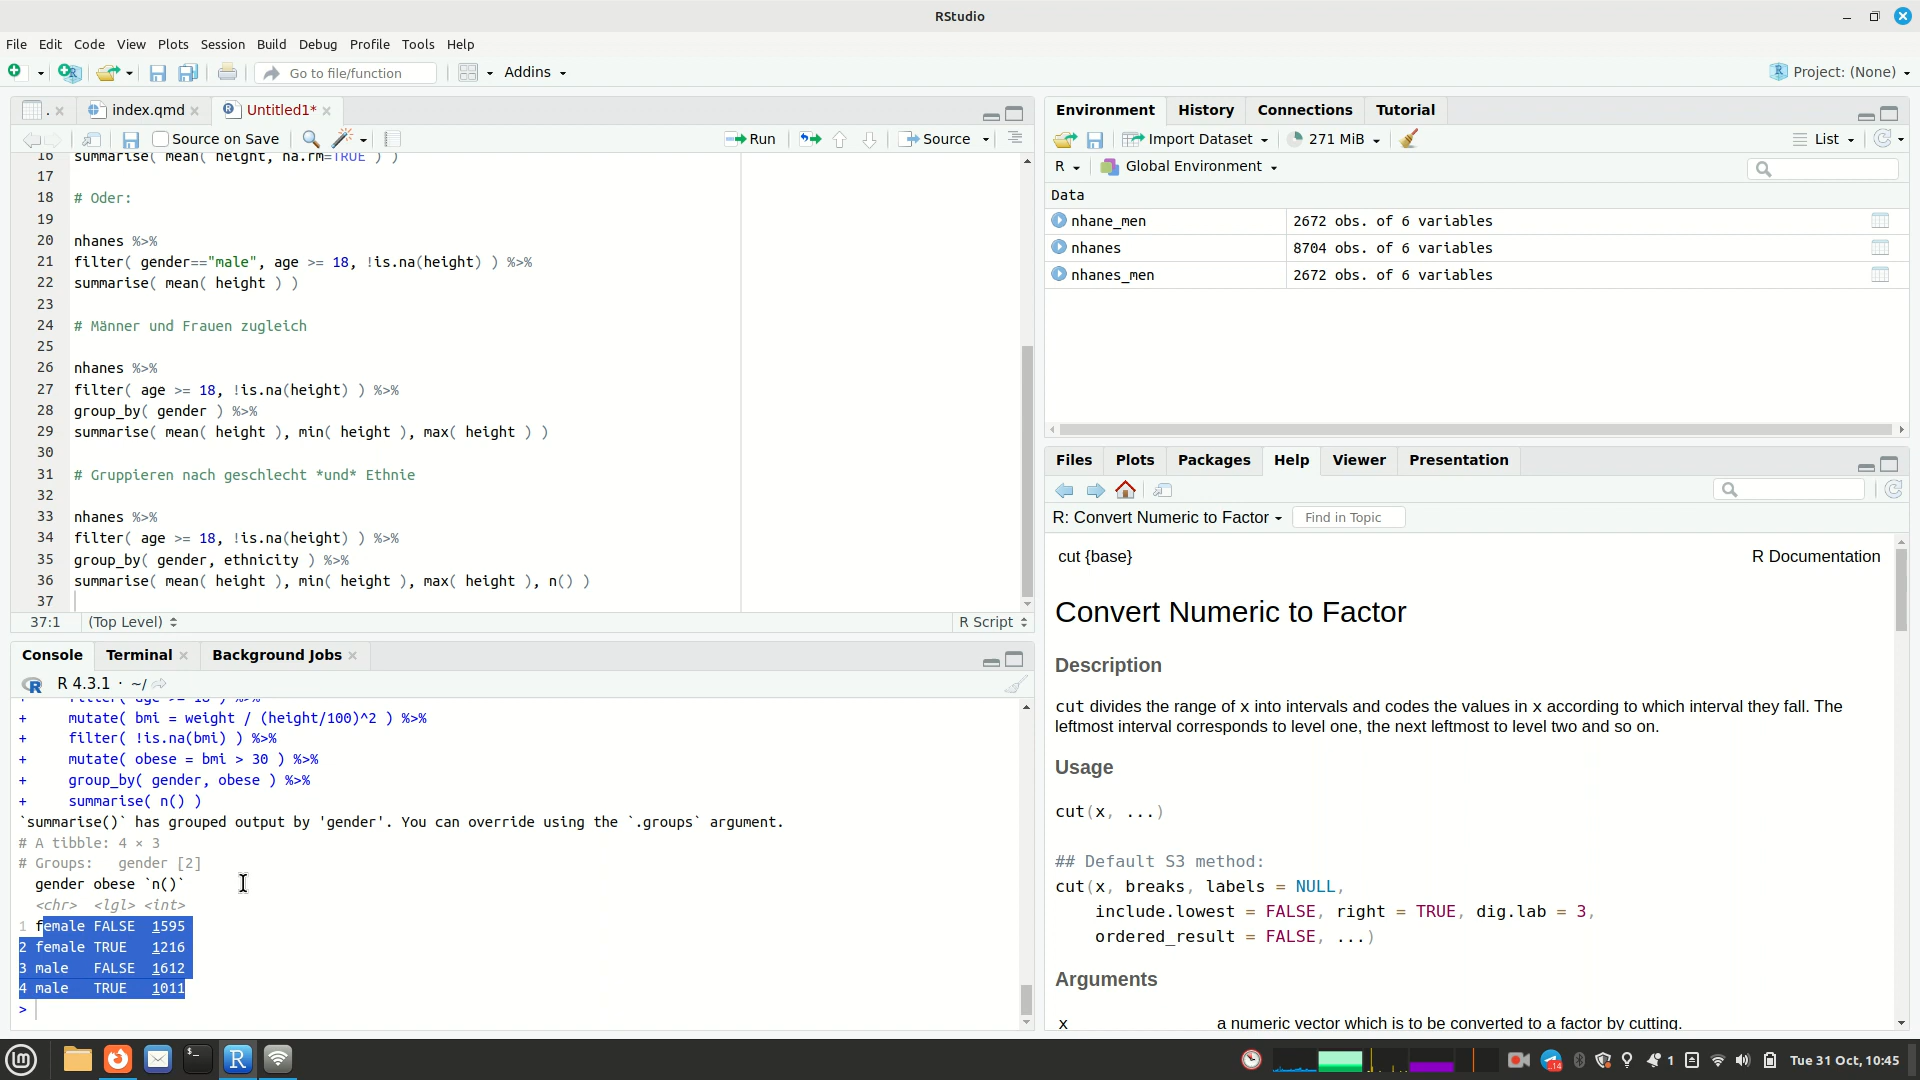 RStudio
File Edit Code View Plots Session Build Debug Profile Tools Help
Go to file/function Addins Project: (None)
. index.qmd Untitled1*
Source on Save Run Source
16 summarise( mean( height, na.rm=TRUE ) )
17
18 # Oder:
19
20 nhanes %>%
21 filter( gender=="male", age >= 18, !is.na(height) ) %>%
22 summarise( mean( height ) )
23
24 # Männer und Frauen zugleich
25
26 nhanes %>%
27 filter( age >= 18, !is.na(height) ) %>%
28 group_by( gender ) %>%
29 summarise( mean( height ), min( height ), max( height ) )
30
31 # Gruppieren nach geschlecht *und* Ethnie
32
33 nhanes %>%
34 filter( age >= 18, !is.na(height) ) %>%
35 group_by( gender, ethnicity ) %>%
36 summarise( mean( height ), min( height ), max( height ), n() )
37
37:1 (Top Level) R Script
Console Terminal Background Jobs
R 4.3.1 · ~/
+ filter( age >= 18 ) %>%
+ mutate( bmi = weight / (height/100)^2 ) %>%
+ filter( !is.na(bmi) ) %>%
+ mutate( obese = bmi > 30 ) %>%
+ group_by( gender, obese ) %>%
+ summarise( n() )
`summarise()` has grouped output by 'gender'. You can override using the `.groups` argument.
# A tibble: 4 × 3
# Groups: gender [2]
gender obese `n()`
<chr> <lgl> <int>
1 female FALSE 1595
2 female TRUE 1216
3 male FALSE 1612
4 male TRUE 1011
>
Environment History Connections Tutorial
Import Dataset 271 MiB List
R Global Environment
Data
nhane_men 2672 obs. of 6 variables
nhanes 8704 obs. of 6 variables
nhanes_men 2672 obs. of 6 variables
Files Plots Packages Help Viewer Presentation
R: Convert Numeric to Factor Find in Topic
cut {base} R Documentation
Convert Numeric to Factor
Description
cut divides the range of x into intervals and codes the values in x according to which interval they fall. The
leftmost interval corresponds to level one, the next leftmost to level two and so on.
Usage
cut(x, ...)
## Default S3 method:
cut(x, breaks, labels = NULL,
include.lowest = FALSE, right = TRUE, dig.lab = 3,
ordered_result = FALSE, ...)
Arguments
x a numeric vector which is to be converted to a factor by cutting.
1 Tue 31 Oct, 10:45